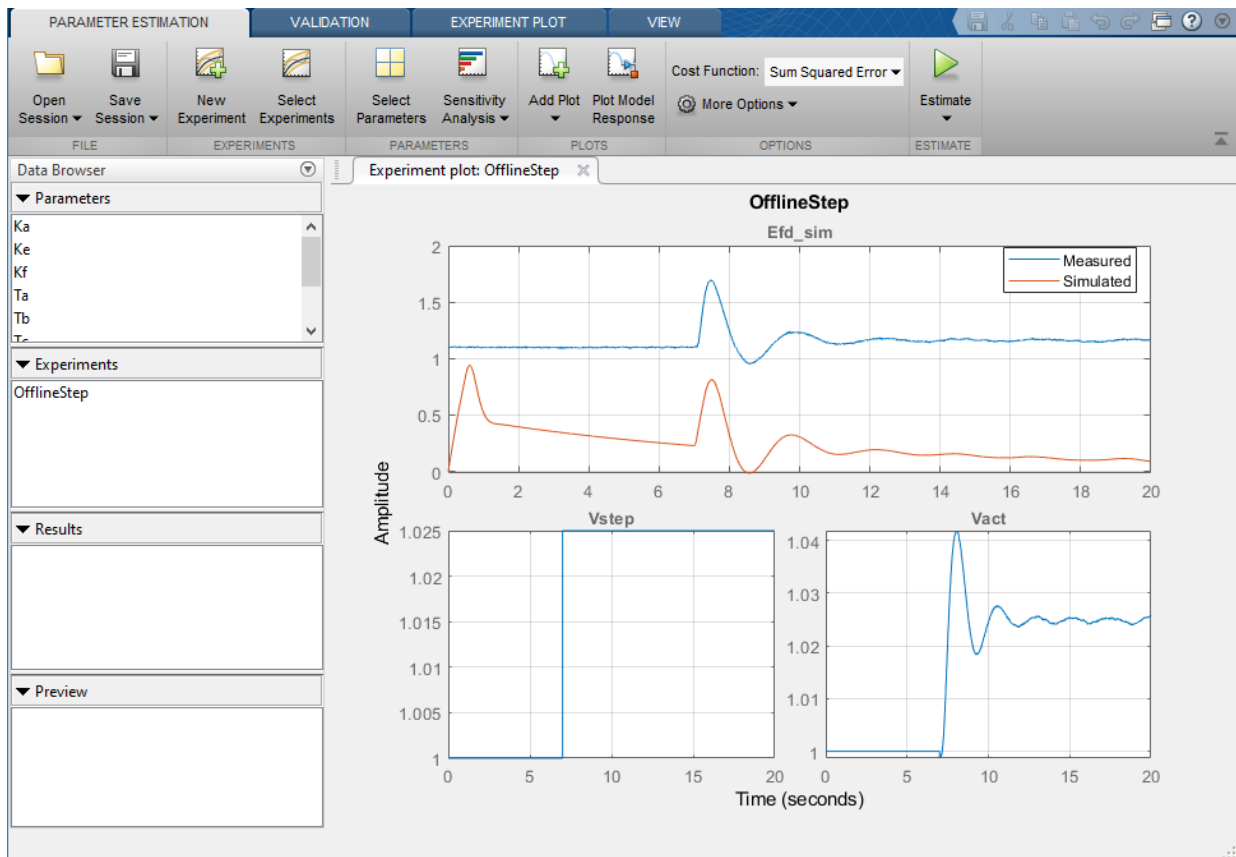 PARAMETER ESTIMATION VALIDATION EXPERIMENT PLOT VIEW
Open Session
Save Session
New Experiment
Select Experiments
Select Parameters
Sensitivity Analysis
Add Plot
Plot Model Response
Cost Function: Sum Squared Error
More Options
Estimate
FILE EXPERIMENTS PARAMETERS PLOTS OPTIONS ESTIMATE
Data Browser
Parameters
Ka
Ke
Kf
Ta
Tb
Tc
Experiments
OfflineStep
Results
Preview
Experiment plot: OfflineStep
OfflineStep
Efd_sim
Measured
Simulated
2
1.5
1
0.5
0
0 2 4 6 8 10 12 14 16 18 20
Amplitude
Vstep
1.025
1.02
1.015
1.01
1.005
1
0 5 10 15 20
Vact
1.04
1.03
1.02
1.01
1
0 5 10 15 20
Time (seconds)